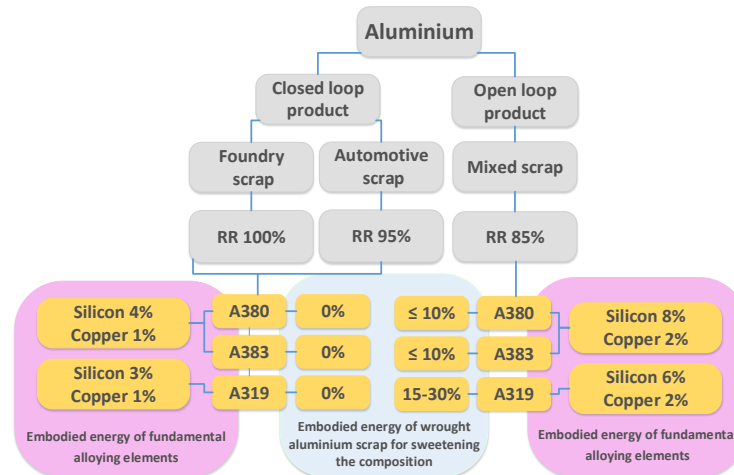 Aluminium
Closed loop
product
Open loop
product
Foundry
scrap
Automotive
scrap
Mixed scrap
RR 100%
RR 95%
RR 85%
Silicon 4%
Copper 1%
A380
0%
≤ 10%
A380
Silicon 8%
Copper 2%
A383
0%
≤ 10%
A383
Silicon 3%
Copper 1%
A319
0%
15-30%
A319
Silicon 6%
Copper 2%
Embodied energy of fundamental
alloying elements
Embodied energy of wrought
aluminium scrap for sweetening
the composition
Embodied energy of fundamental
alloying elements